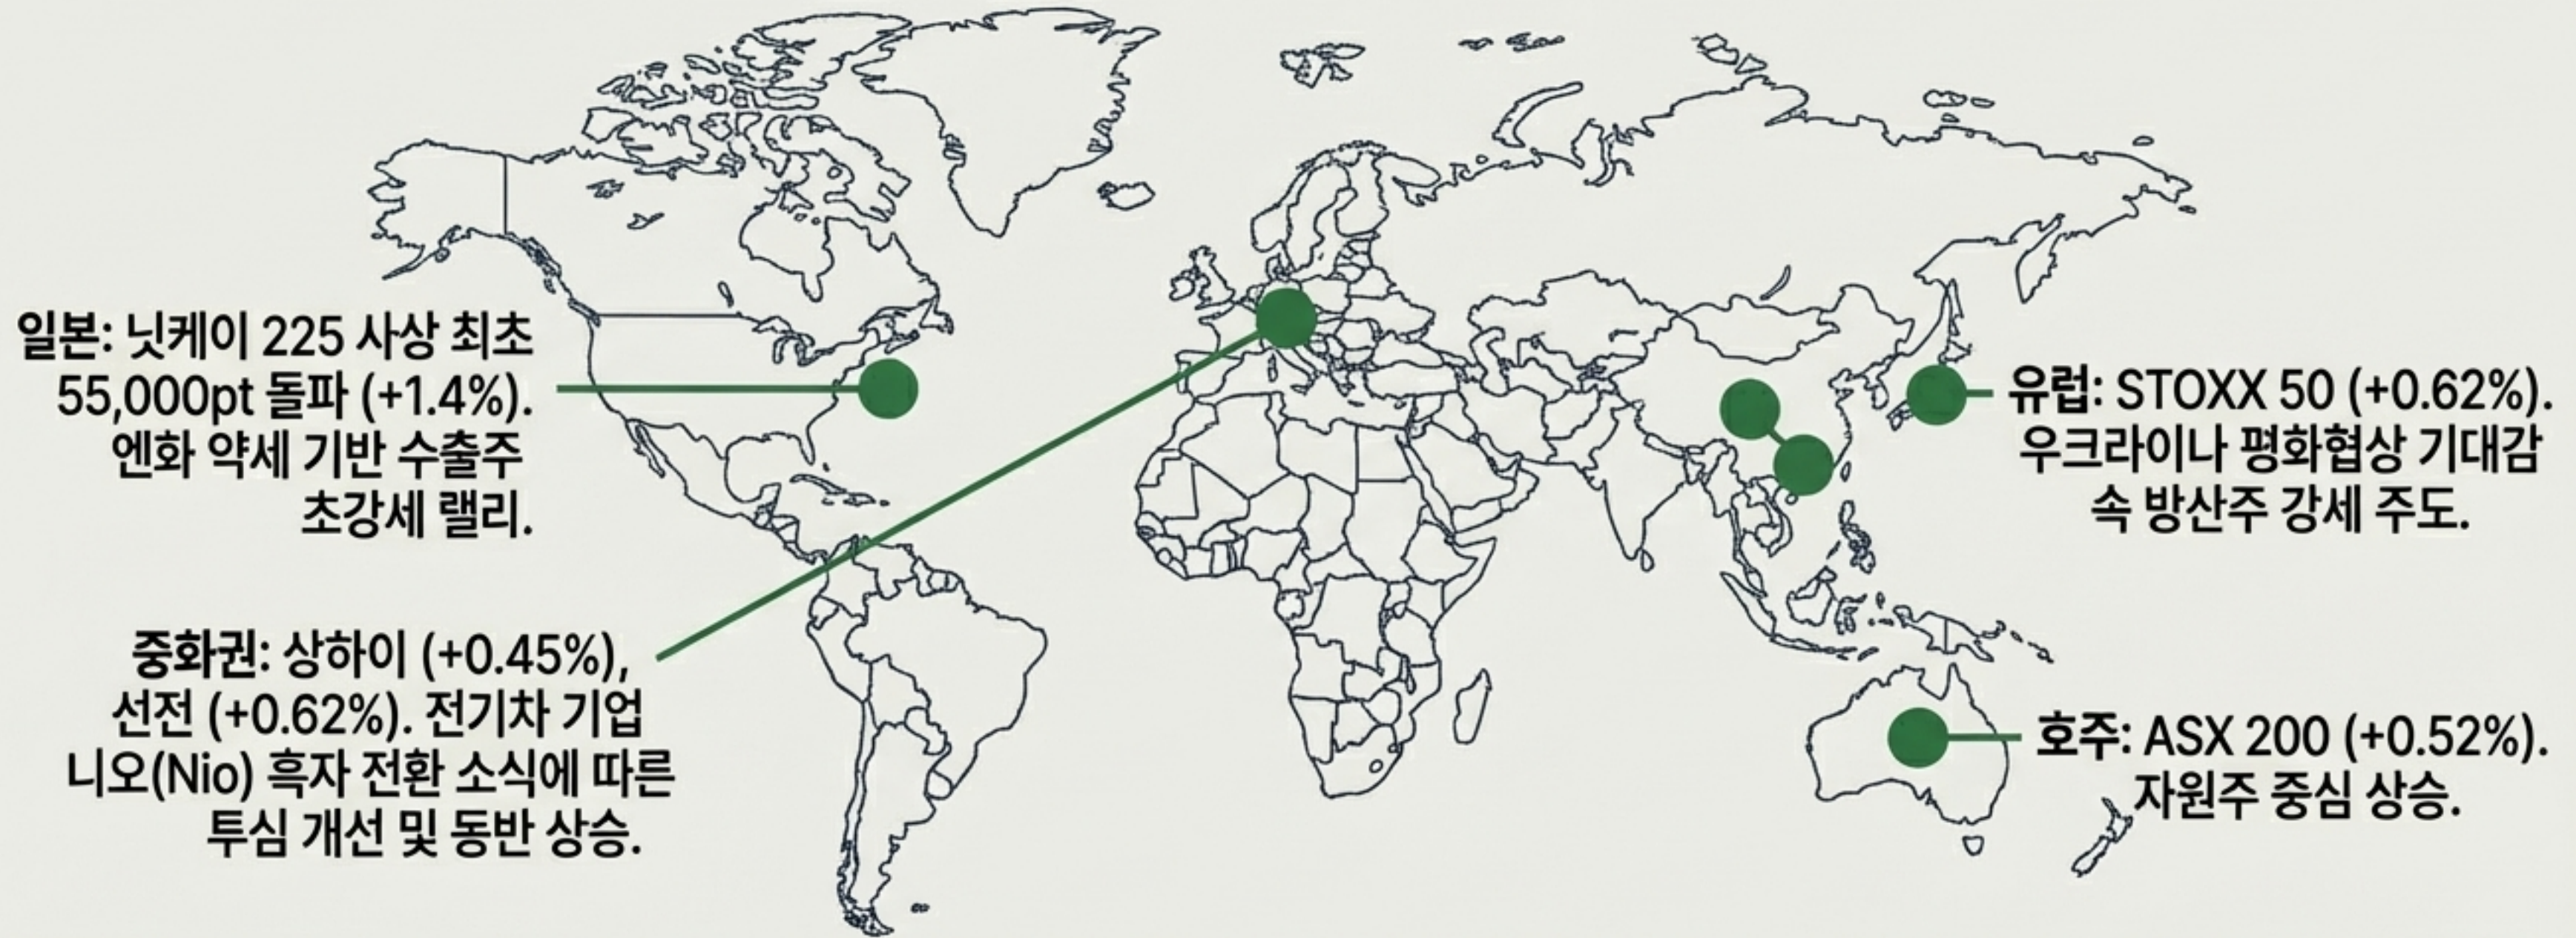 일본: 닛케이 225 사상 최초
55,000pt 돌파 (+1.4%).
엔화 약세 기반 수출주
초강세 랠리.
중화권: 상하이 (+0.45%),
선전 (+0.62%). 전기차 기업
니오(Nio) 흑자 전환 소식에 따른
투심 개선 및 동반 상승.
유럽: STOXX 50 (+0.62%).
우크라이나 평화협상 기대감
속 방산주 강세 주도.
호주: ASX 200 (+0.52%).
자원주 중심 상승.